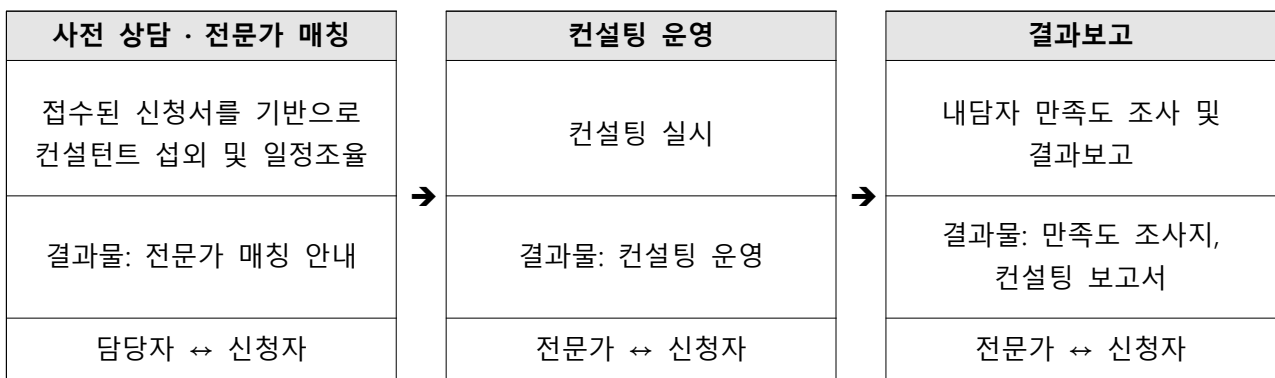 사전 상담 · 전문가 매칭
접수된 신청서를 기반으로
컨설턴트 섭외 및 일정조율
결과물: 전문가 매칭 안내
담당자 ↔ 신청자
➔
컨설팅 운영
컨설팅 실시
결과물: 컨설팅 운영
전문가 ↔ 신청자
➔
결과보고
내담자 만족도 조사 및
결과보고
결과물: 만족도 조사지,
컨설팅 보고서
전문가 ↔ 신청자